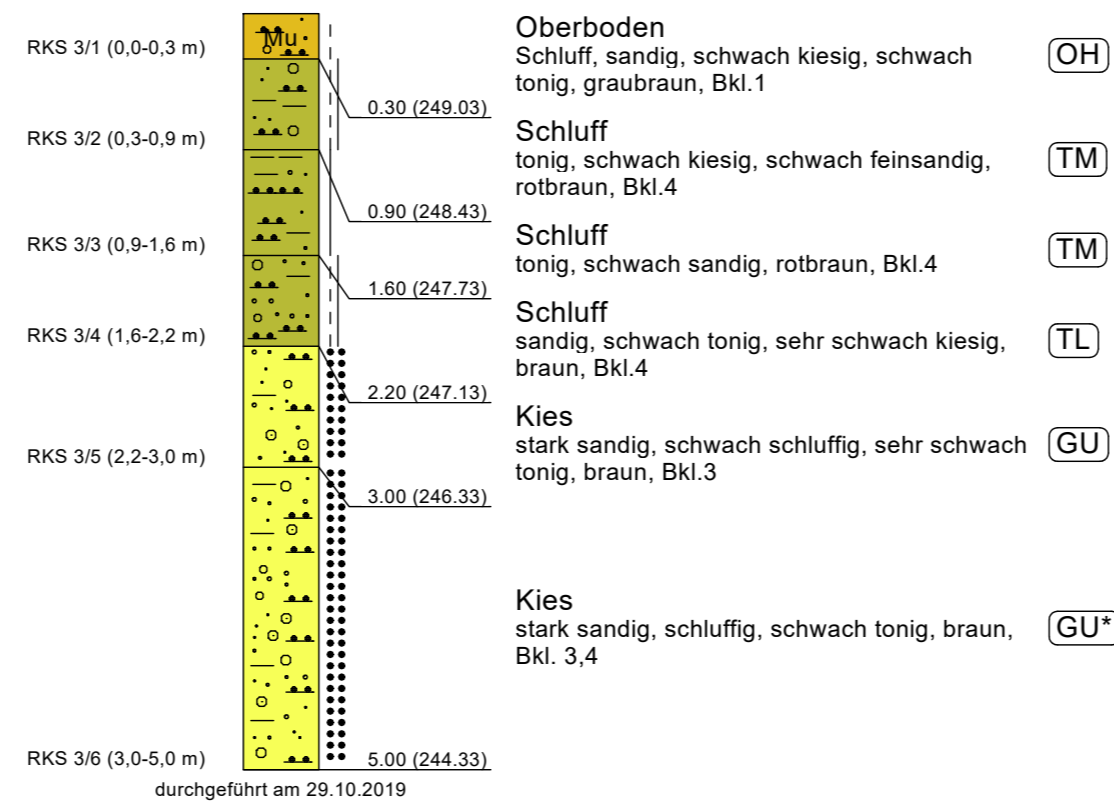 RKS 3/1 (0,0-0,3 m)
Mu
0.30 (249.03)
Oberboden
Schluff, sandig, schwach kiesig, schwach
tonig, graubraun, Bkl.1
OH
RKS 3/2 (0,3-0,9 m)
0.90 (248.43)
Schluff
tonig, schwach kiesig, schwach feinsandig,
rotbraun, Bkl.4
TM
RKS 3/3 (0,9-1,6 m)
1.60 (247.73)
Schluff
tonig, schwach sandig, rotbraun, Bkl.4
TM
RKS 3/4 (1,6-2,2 m)
2.20 (247.13)
Schluff
sandig, schwach tonig, sehr schwach kiesig,
braun, Bkl.4
TL
RKS 3/5 (2,2-3,0 m)
3.00 (246.33)
Kies
stark sandig, schwach schluffig, sehr schwach
tonig, braun, Bkl.3
GU
RKS 3/6 (3,0-5,0 m)
5.00 (244.33)
Kies
stark sandig, schluffig, schwach tonig, braun,
Bkl. 3,4
GU*
durchgeführt am 29.10.2019